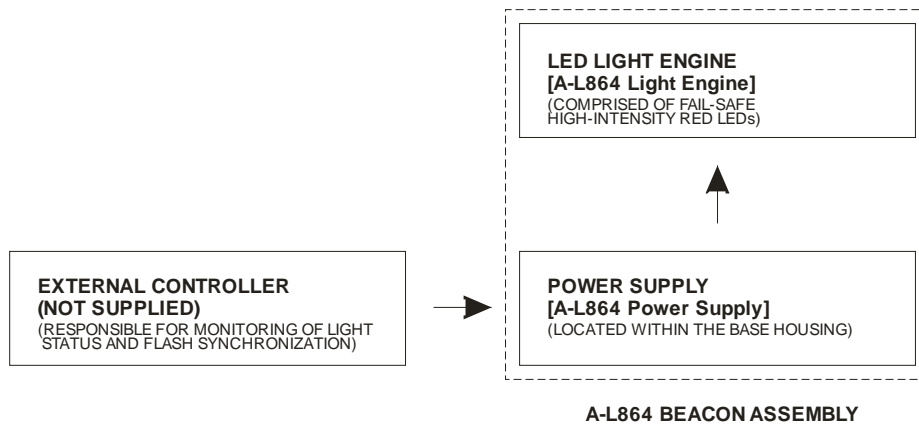 LED LIGHT ENGINE
[A-L864 Light Engine]
(COMPRISED OF FAIL-SAFE
HIGH-INTENSITY RED LEDs)
EXTERNAL CONTROLLER
(NOT SUPPLIED)
(RESPONSIBLE FOR MONITORING OF LIGHT
STATUS AND FLASH SYNCHRONIZATION)
POWER SUPPLY
[A-L864 Power Supply]
(LOCATED WITHIN THE BASE HOUSING)
A-L864 BEACON ASSEMBLY